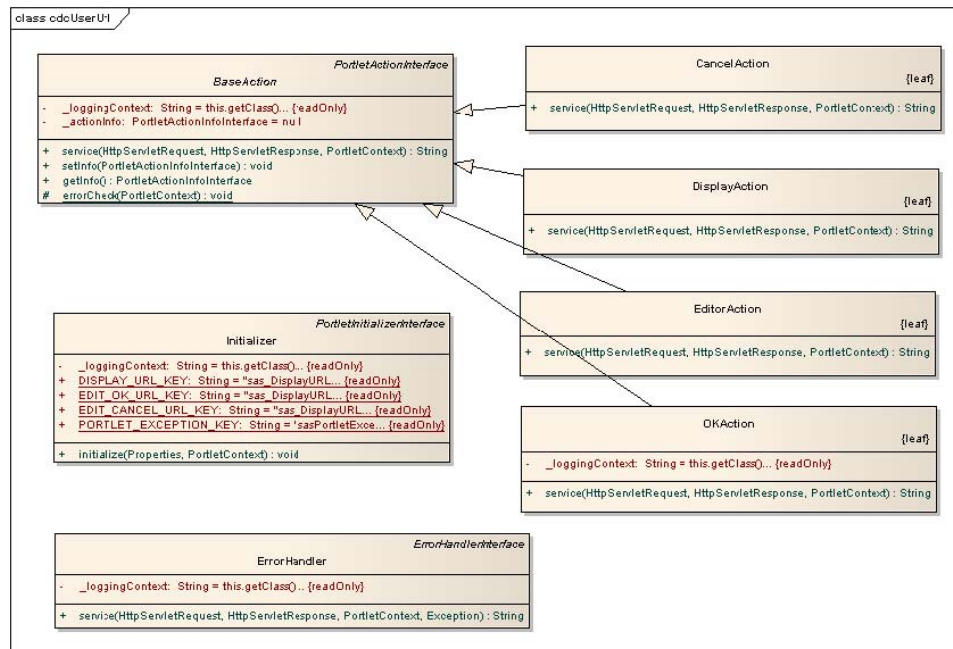 class cdcUserUI
PortletActionInterface
BaseAction
- _loggingContext: String = this.getClass()... {readOnly}
- _actionInfo: PortletActionInfoInterface = null
+ service(HttpServletRequest, HttpServletResponse, PortletContext) : String
+ setInfo(PortletActionInfoInterface) : void
+ getInfo() : PortletActionInfoInterface
# errorCheck(PortletContext) : void
CancelAction
{leaf}
+ service(HttpServletRequest, HttpServletResponse, PortletContext) : String
DisplayAction
{leaf}
+ service(HttpServletRequest, HttpServletResponse, PortletContext) : String
EditorAction
{leaf}
+ service(HttpServletRequest, HttpServletResponse, PortletContext) : String
OKAction
{leaf}
- _loggingContext: String = this.getClass()... {readOnly}
+ service(HttpServletRequest, HttpServletResponse, PortletContext) : String
PortletInitializerInterface
Initializer
- _loggingContext: String = this.getClass()... {readOnly}
+ DISPLAY_URL_KEY: String = "sas_DisplayURL... {readOnly}
+ EDIT_OK_URL_KEY: String = "sas_DisplayURL... {readOnly}
+ EDIT_CANCEL_URL_KEY: String = "sas_DisplayURL... {readOnly}
+ PORTLET_EXCEPTION_KEY: String = 'sasPortletExce... {readOnly}
+ initialize(Properties, PortletContext) : void
ErrorHandlerInterface
ErrorHandler
- _loggingContext: String = this.getClass()... {readOnly}
+ service(HttpServletRequest, HttpServletResponse, PortletContext, Exception) : String